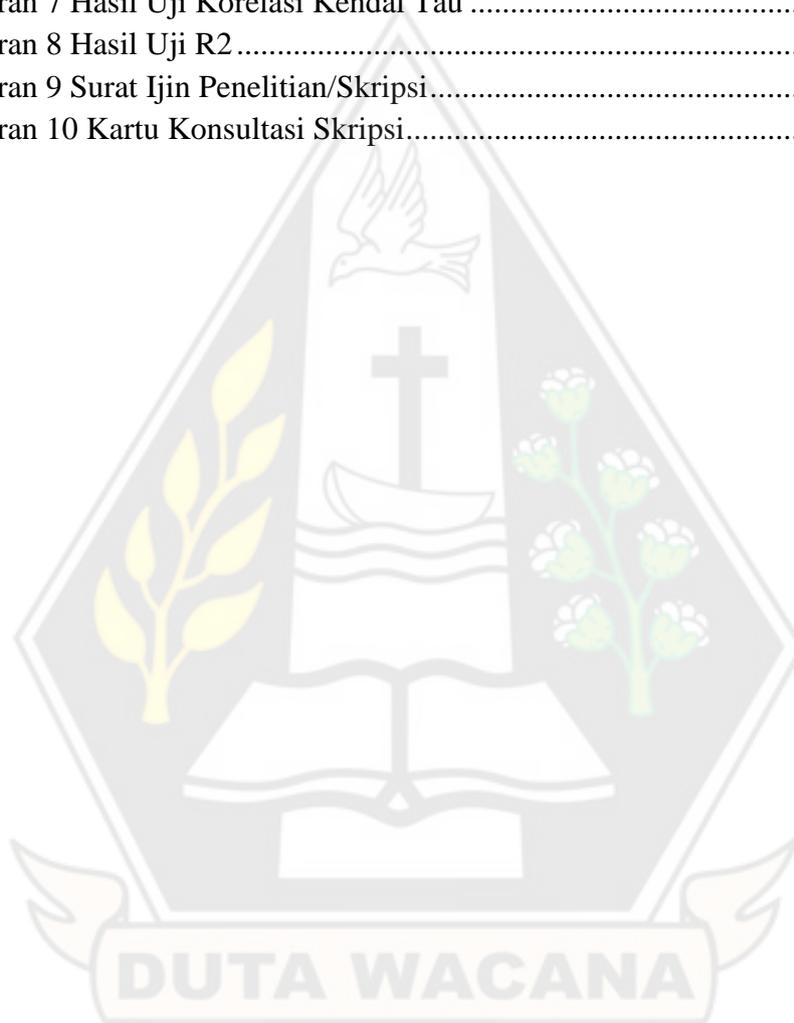 ran 7 Hasil Uji Korelasi Kendal Tau ........................................
ran 8 Hasil Uji R2.....................................................................
ran 9 Surat Ijin Penelitian/Skripsi.............................................
ran 10 Kartu Konsultasi Skripsi................................................
DUTA WACANA